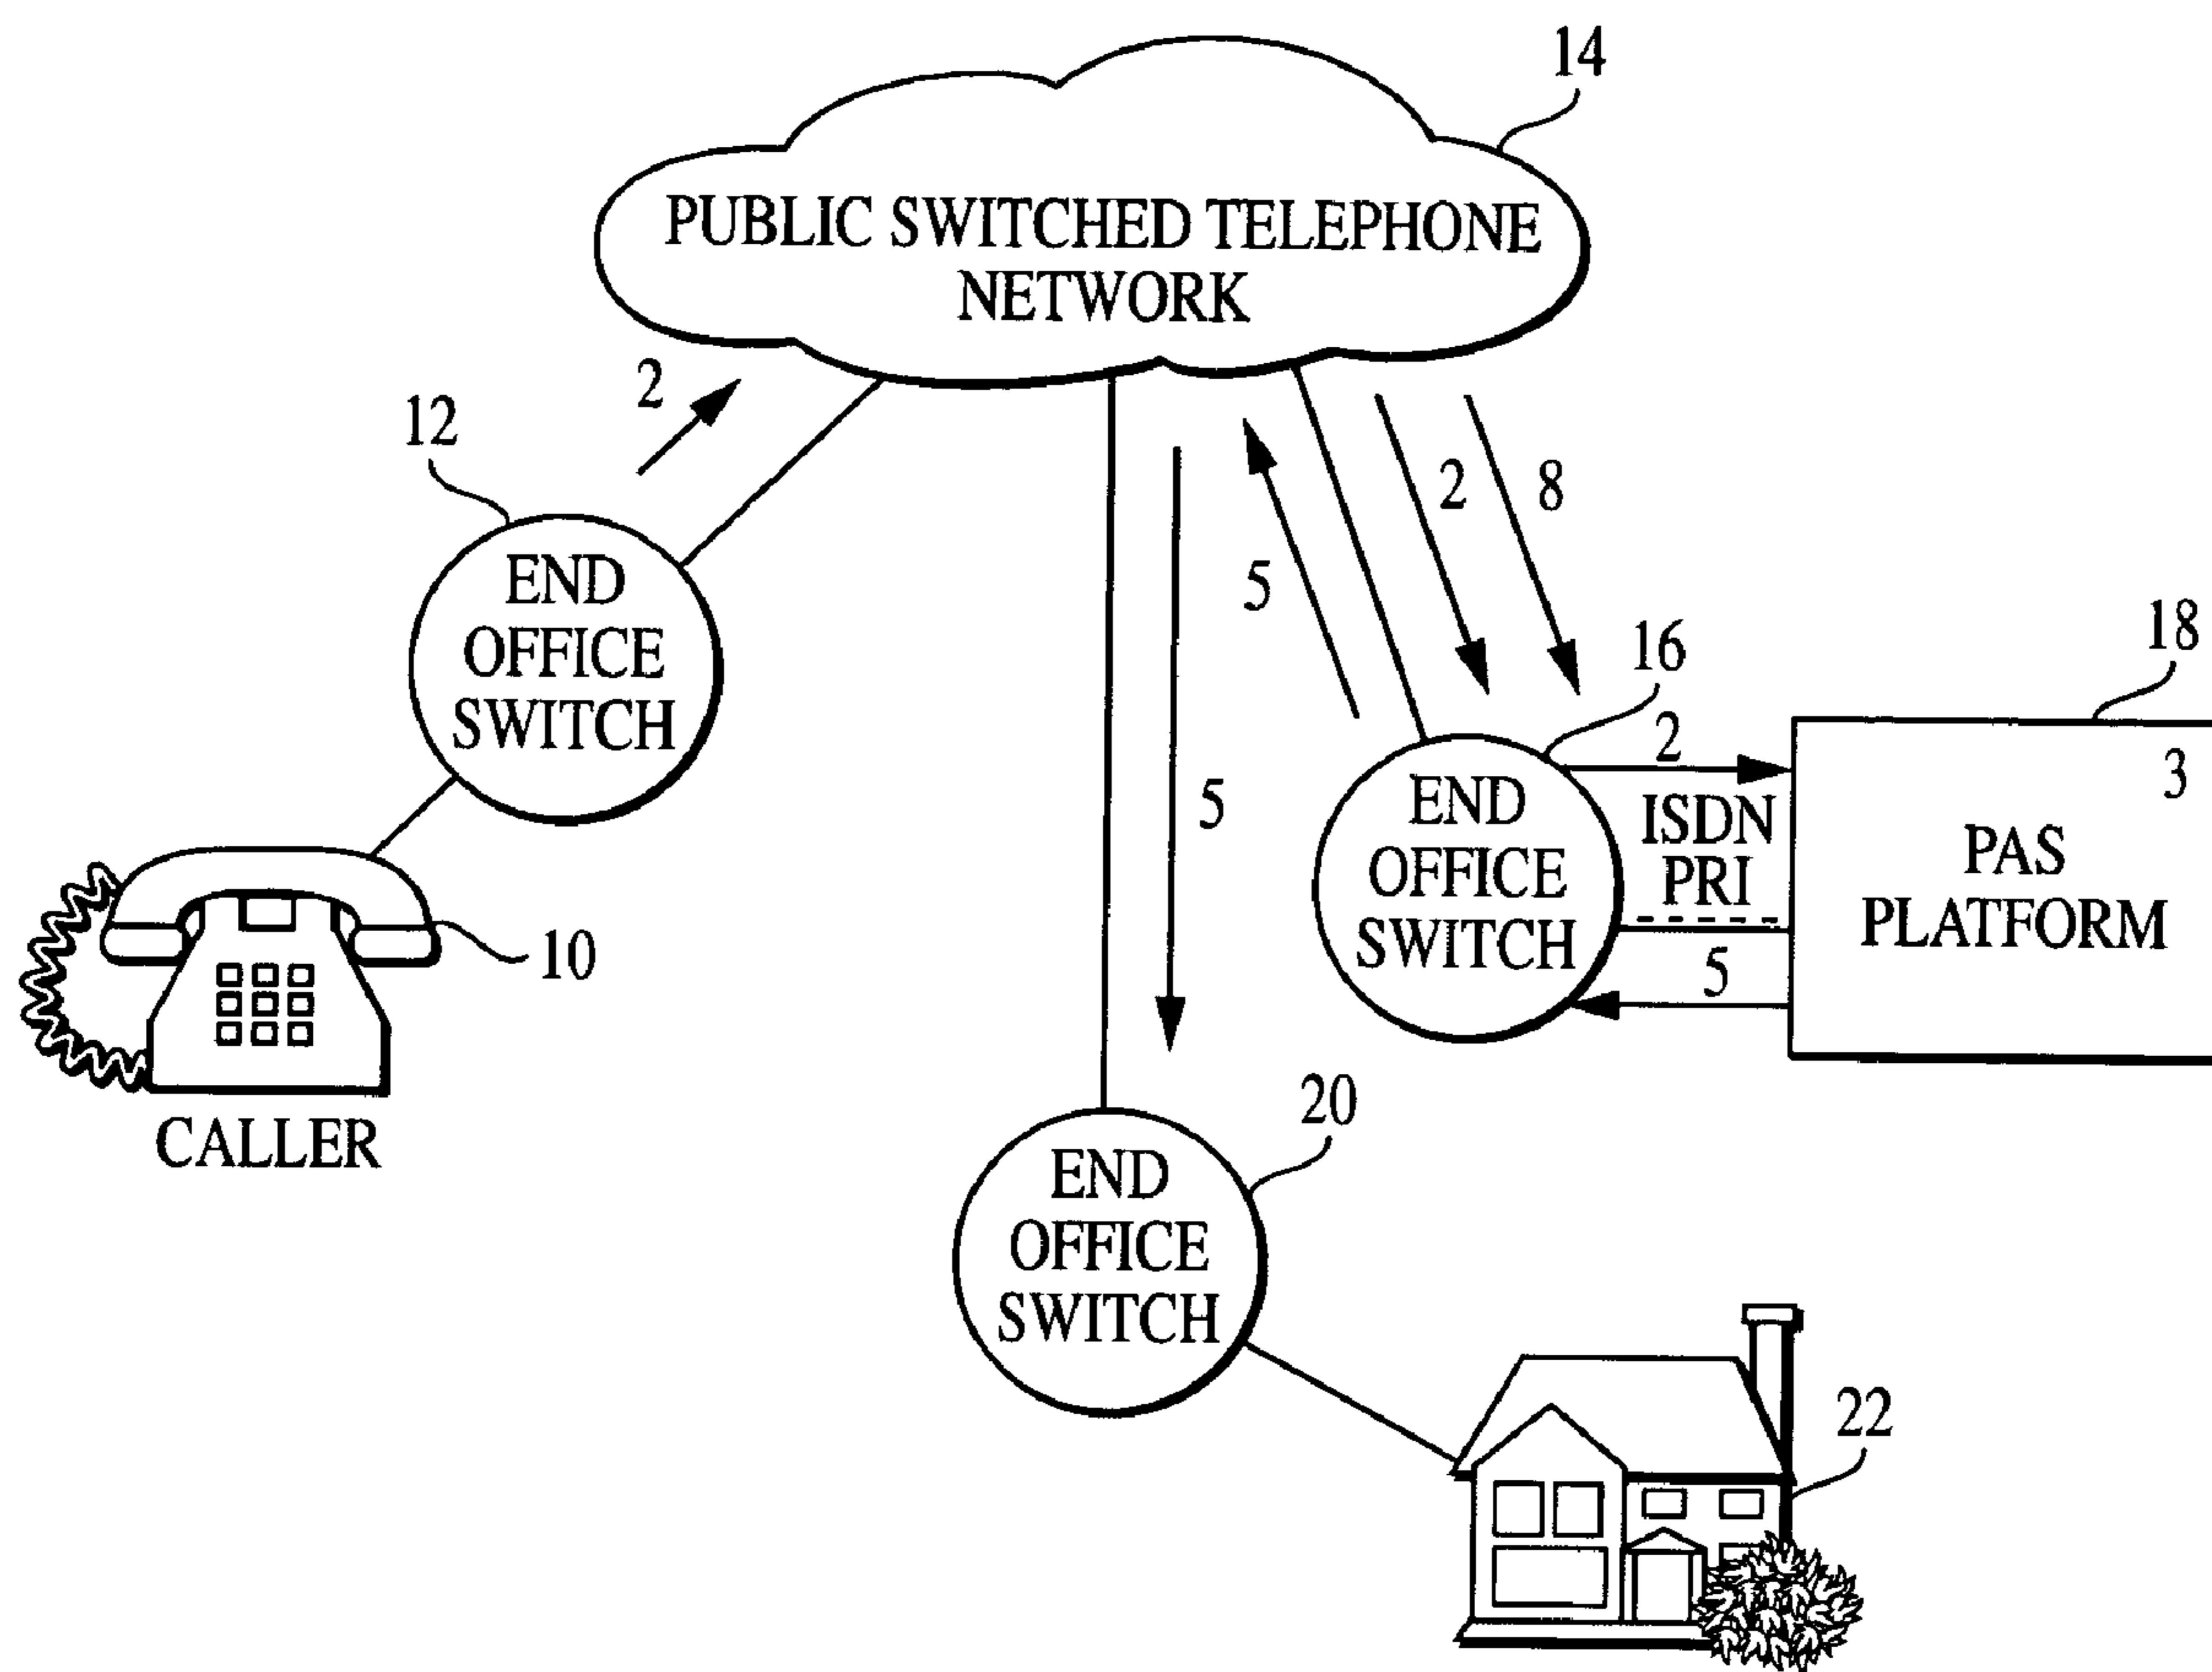 14
PUBLIC SWITCHED TELEPHONE
NETWORK
2
12
END
OFFICE
SWITCH
10
CALLER
5
5
2
8
16
END
OFFICE
SWITCH
2
ISDN
PRI
5
18
3
PAS
PLATFORM
20
END
OFFICE
SWITCH
22